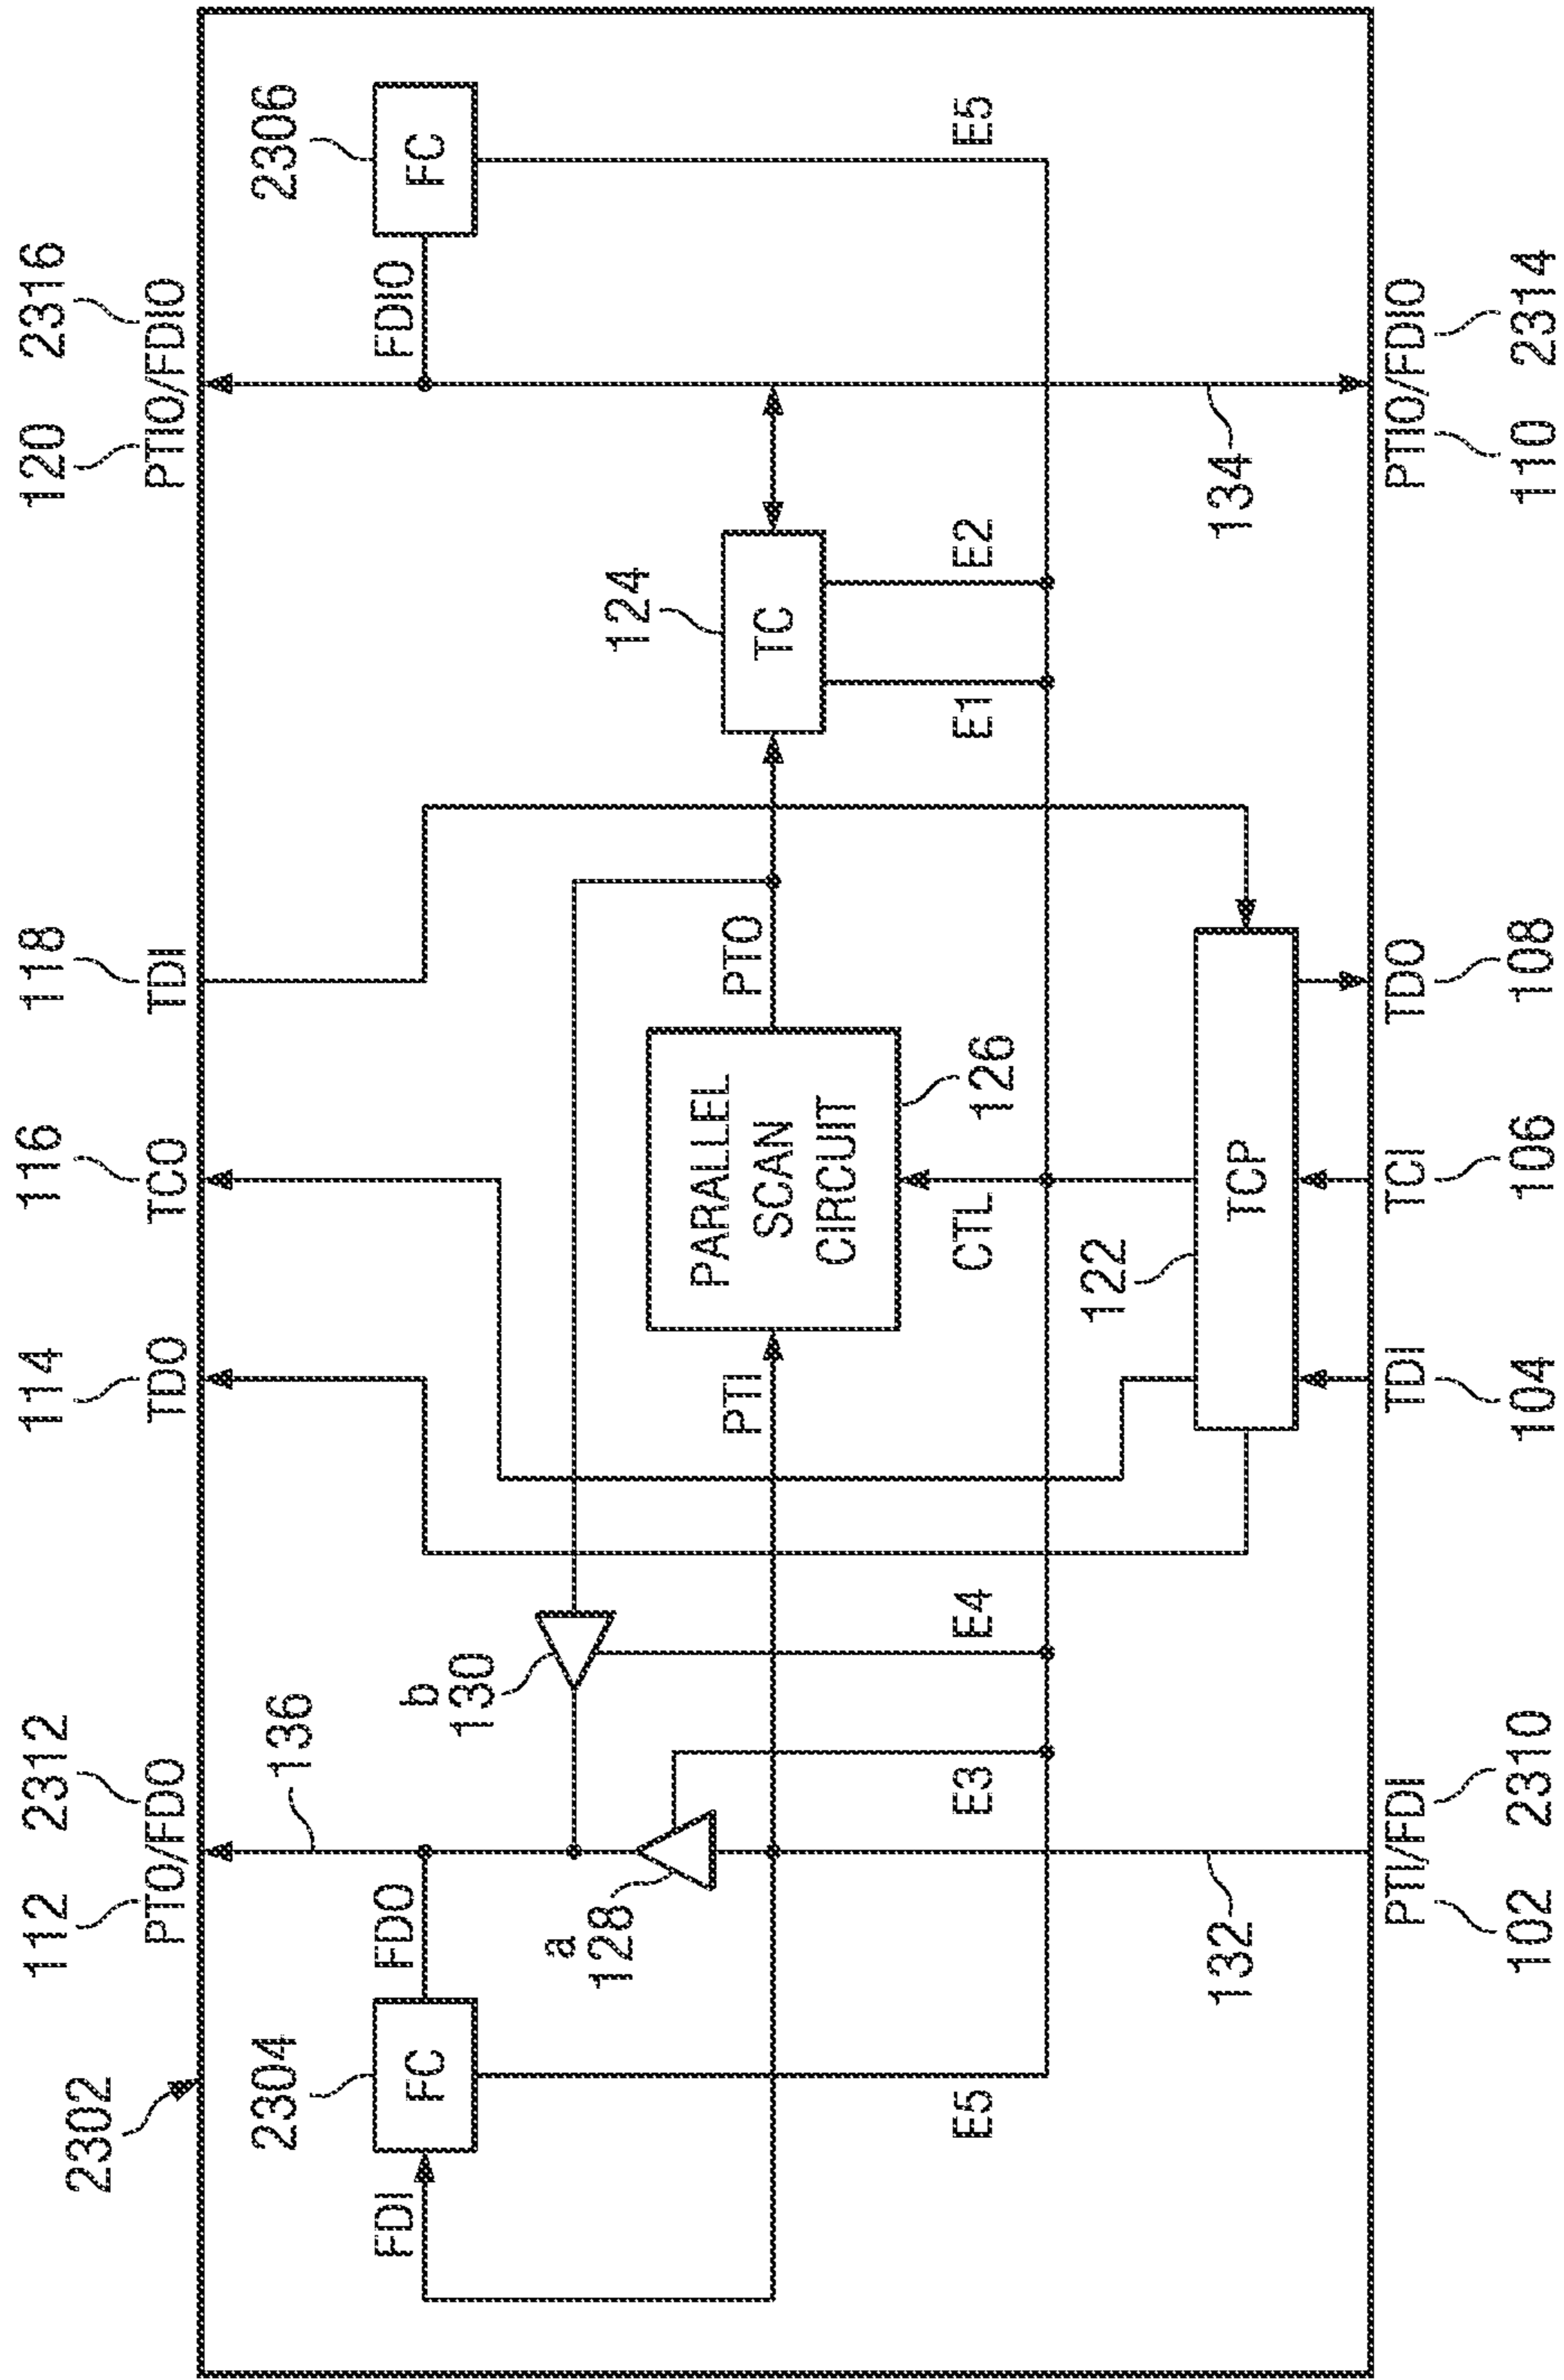 2302
112 2312
PTO/FDO
114
TDO
116
TCO
118
TDI
120 2316
PTIO/FDIO
136
2304
FC
FDI
FDO
E5
a
128
b
130
E3
E4
PTI
PARALLEL
SCAN
CIRCUIT
126
PTO
CTL
122
TCP
124
TC
E1
E2
FDIO
2306
FC
E5
132
134
PTI/FDI
102 2310
TDI
104
TCI
106
TDO
108
PTIO/FDIO
110 2314